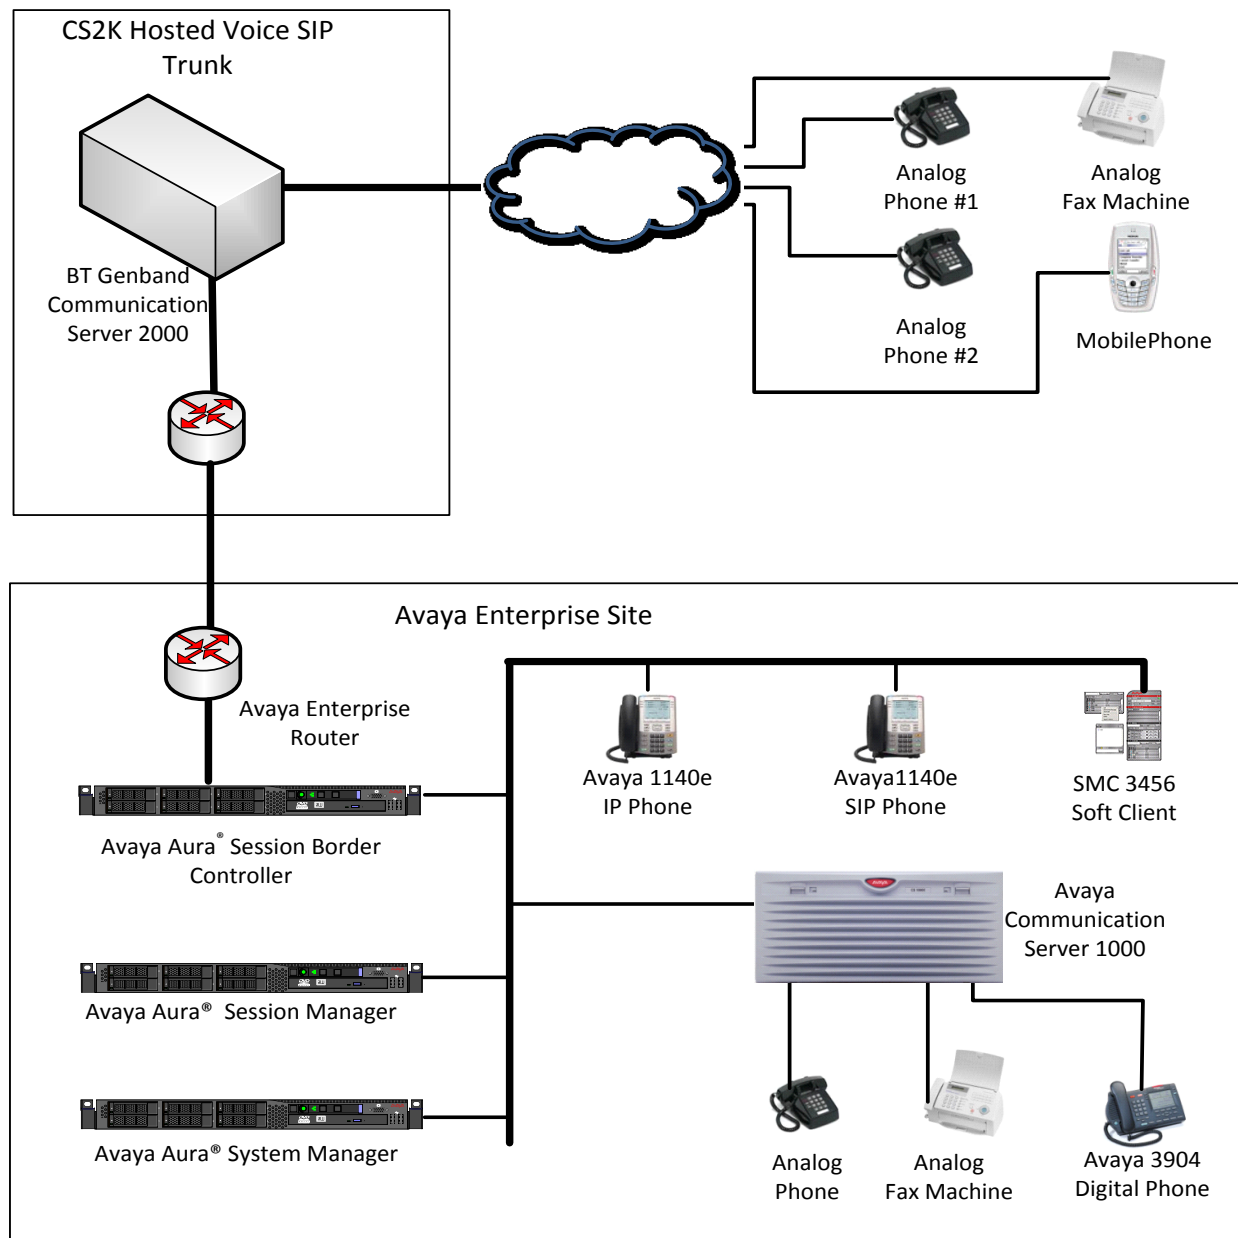 CS2K Hosted Voice SIP
Trunk
BT Genband
Communication
Server 2000
Analog
Phone #1
Analog
Fax Machine
Analog
Phone #2
MobilePhone
Avaya Enterprise Site
Avaya Enterprise
Router
Avaya 1140e
IP Phone
Avaya1140e
SIP Phone
SMC 3456
Soft Client
Avaya Aura® Session Border
Controller
Avaya
Communication
Server 1000
Avaya Aura® Session Manager
Avaya Aura® System Manager
Analog
Phone
Analog
Fax Machine
Avaya 3904
Digital Phone